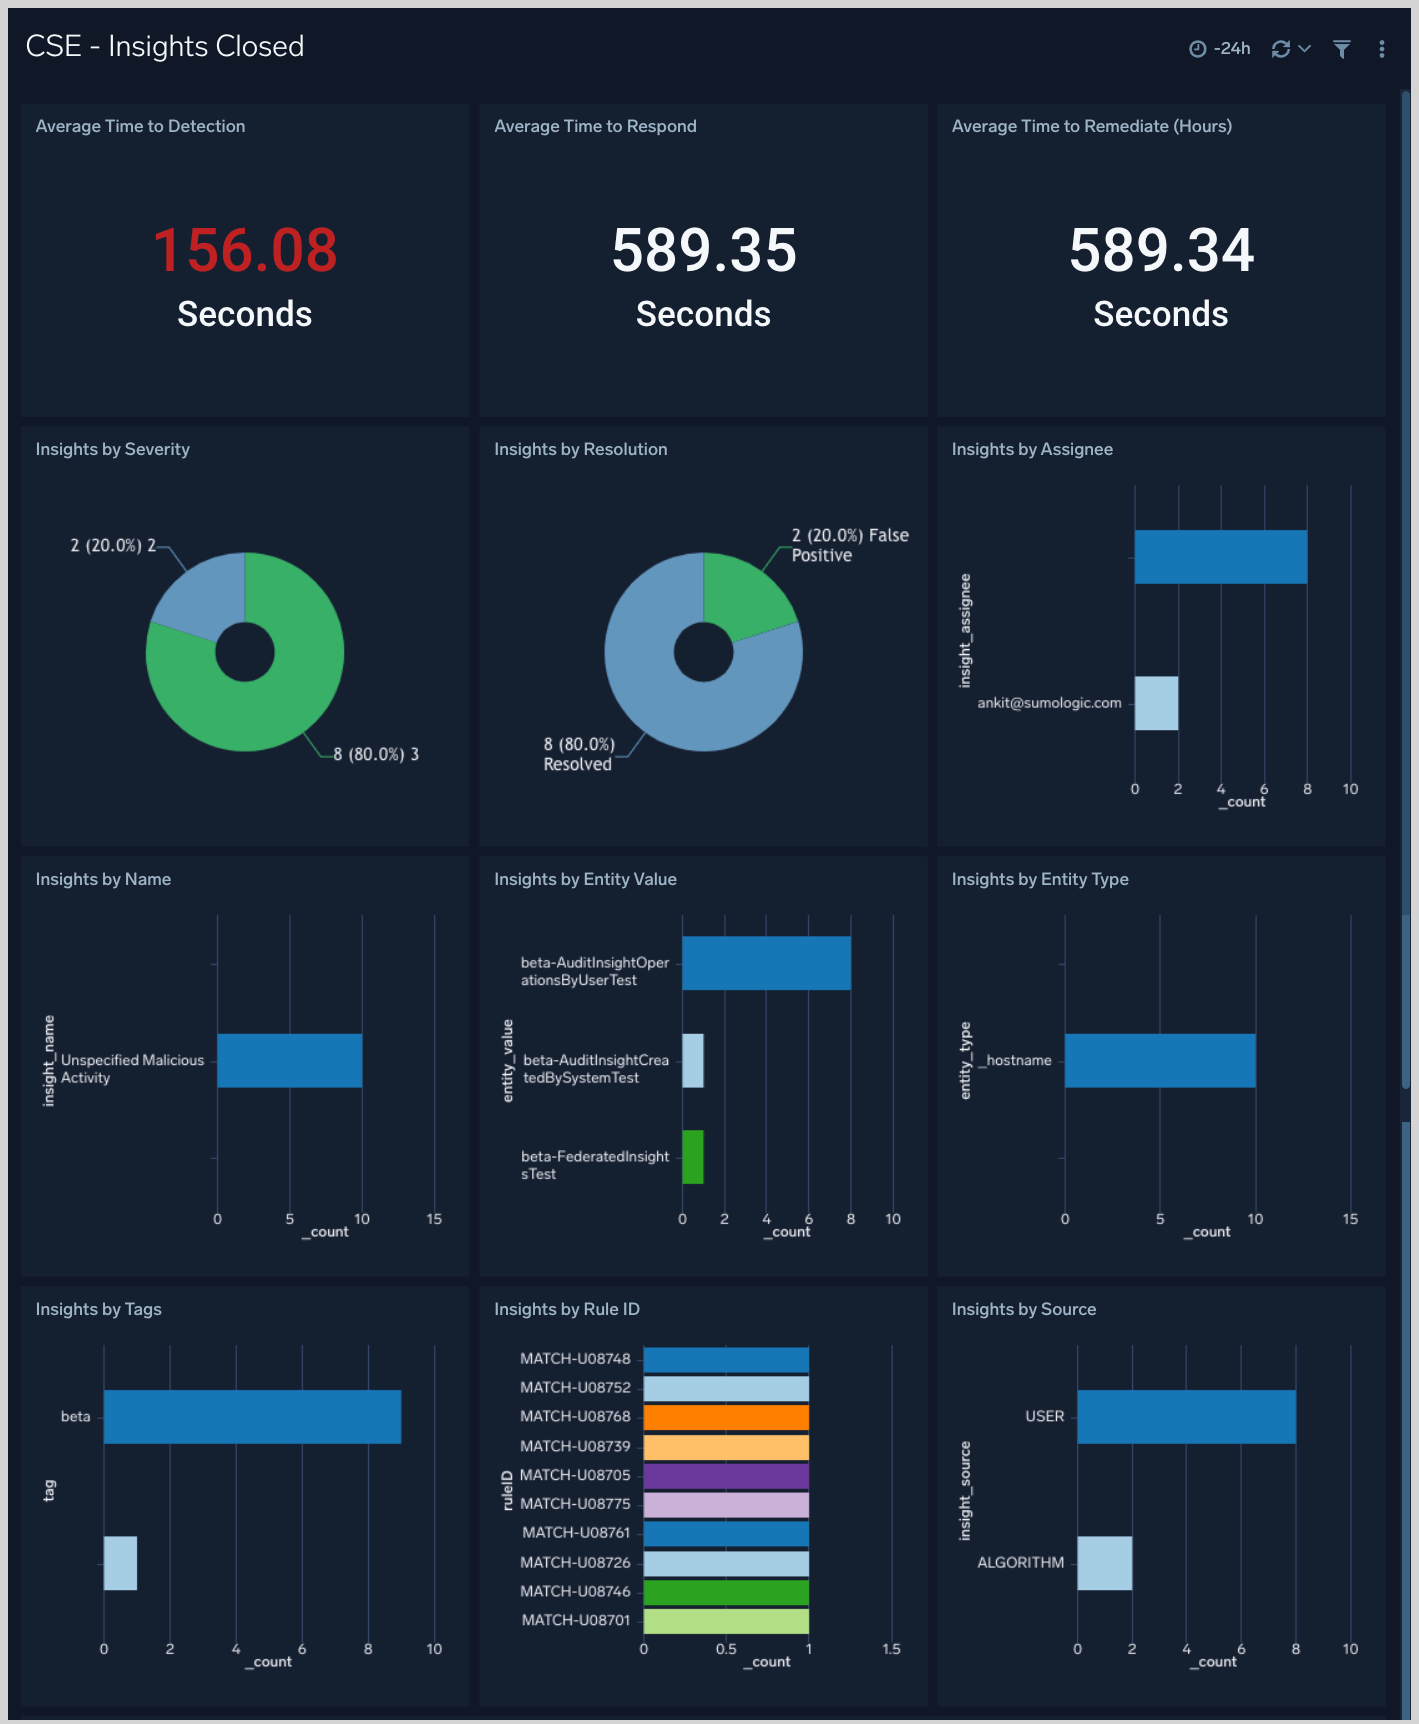 CSE - Insights Closed
-24h
Average Time to Detection
156.08
Seconds
Average Time to Respond
589.35
Seconds
Average Time to Remediate (Hours)
589.34
Seconds
Insights by Severity
2 (20.0%) 2
8 (80.0%) 3
Insights by Resolution
2 (20.0%) False
Positive
8 (80.0%)
Resolved
Insights by Assignee
insight_assignee
ankit@sumologic.com
0 2 4 6 8 10
_count
Insights by Name
insight_name
Unspecified Malicious
Activity
0 5 10 15
_count
Insights by Entity Value
entity_value
beta-AuditInsightOper
ationsByUserTest
beta-AuditInsightCrea
tedBySystemTest
beta-FederatedInsight
sTest
0 2 4 6 8 10
_count
Insights by Entity Type
entity_type
_hostname
0 5 10 15
_count
Insights by Tags
tag
beta
0 2 4 6 8 10
_count
Insights by Rule ID
ruleID
MATCH-U08748
MATCH-U08752
MATCH-U08768
MATCH-U08739
MATCH-U08705
MATCH-U08775
MATCH-U08761
MATCH-U08726
MATCH-U08746
MATCH-U08701
0 0.5 1 1.5
_count
Insights by Source
insight_source
USER
ALGORITHM
0 2 4 6 8 10
_count